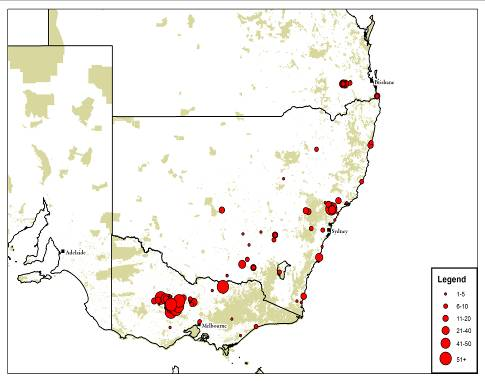 Brisbane
Sydney
Adelaide
Melbourne
Legend
1-5
6-10
11-20
21-40
41-50
51+